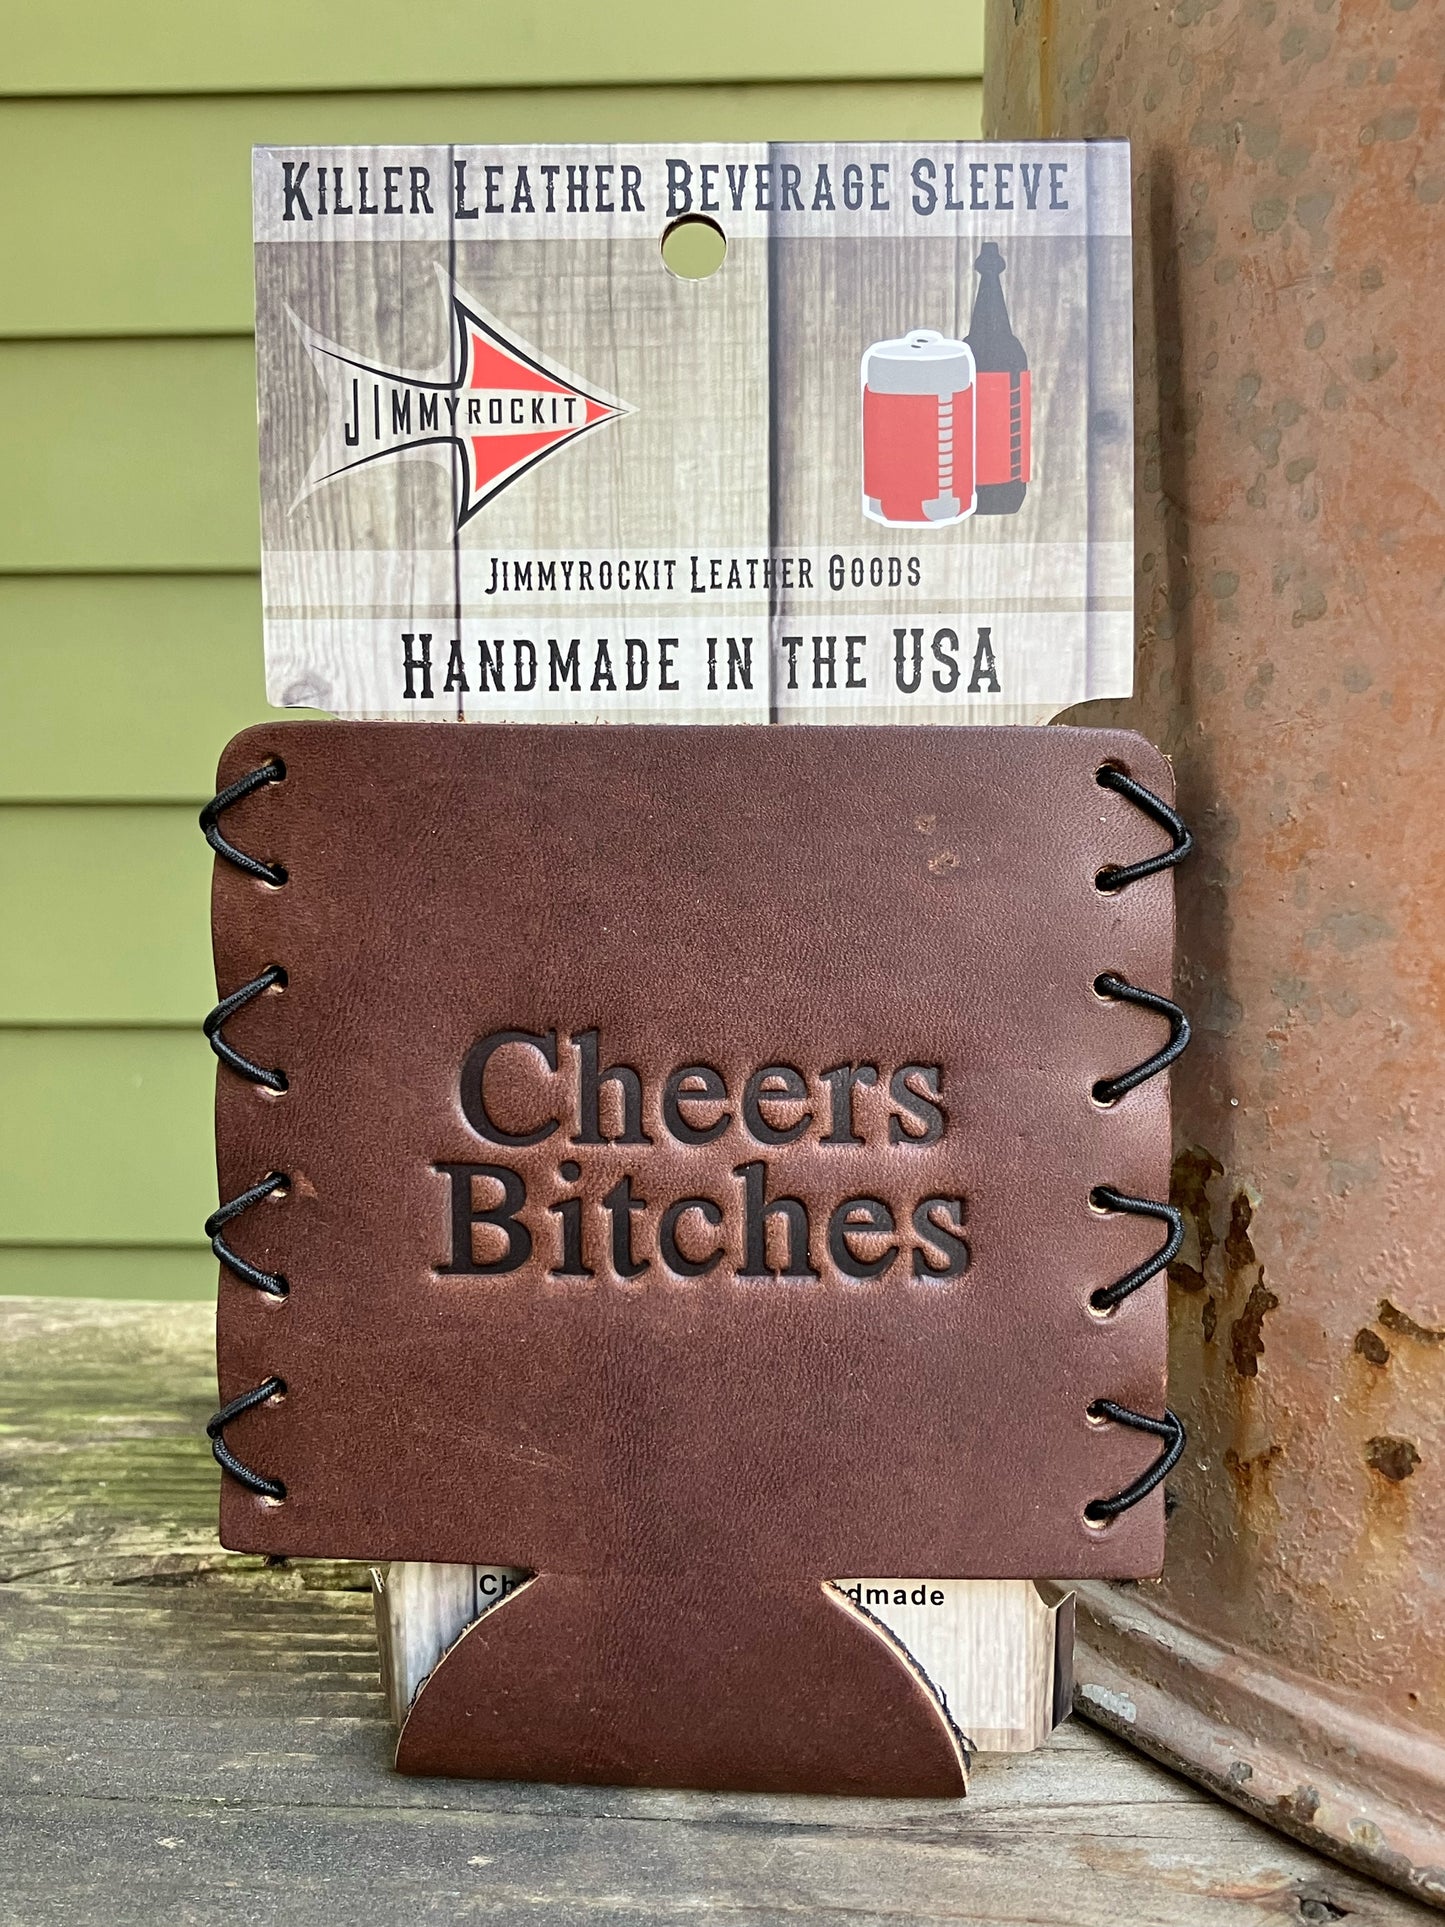 KILLER LEATHER BEVERAGE SLEEVE
JIMMYROCKIT
JIMMYROCKIT LEATHER GOODS
HANDMADE IN THE USA
Cheers
Bitches